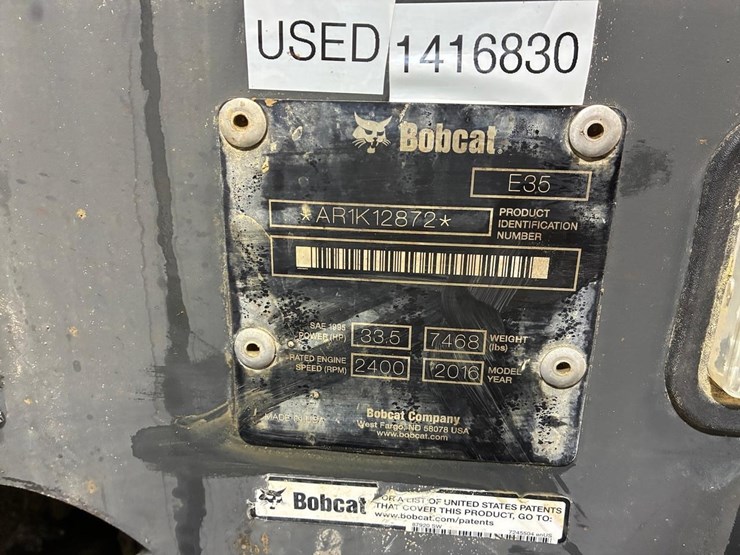 USED 1416830
Bobcat
E35
*AR1K12872* PRODUCT IDENTIFICATION NUMBER
SAE 1995 POWER (HP) 33.5 7468 WEIGHT (lbs)
RATED ENGINE SPEED (RPM) 2400 2016 MODEL YEAR
MADE IN USA
Bobcat Company
West Fargo, ND 58078 USA
www.bobcat.com
Bobcat
FOR A LIST OF UNITED STATES PATENTS
THAT COVER THIS PRODUCT, GO TO:
www.bobcat.com/patents